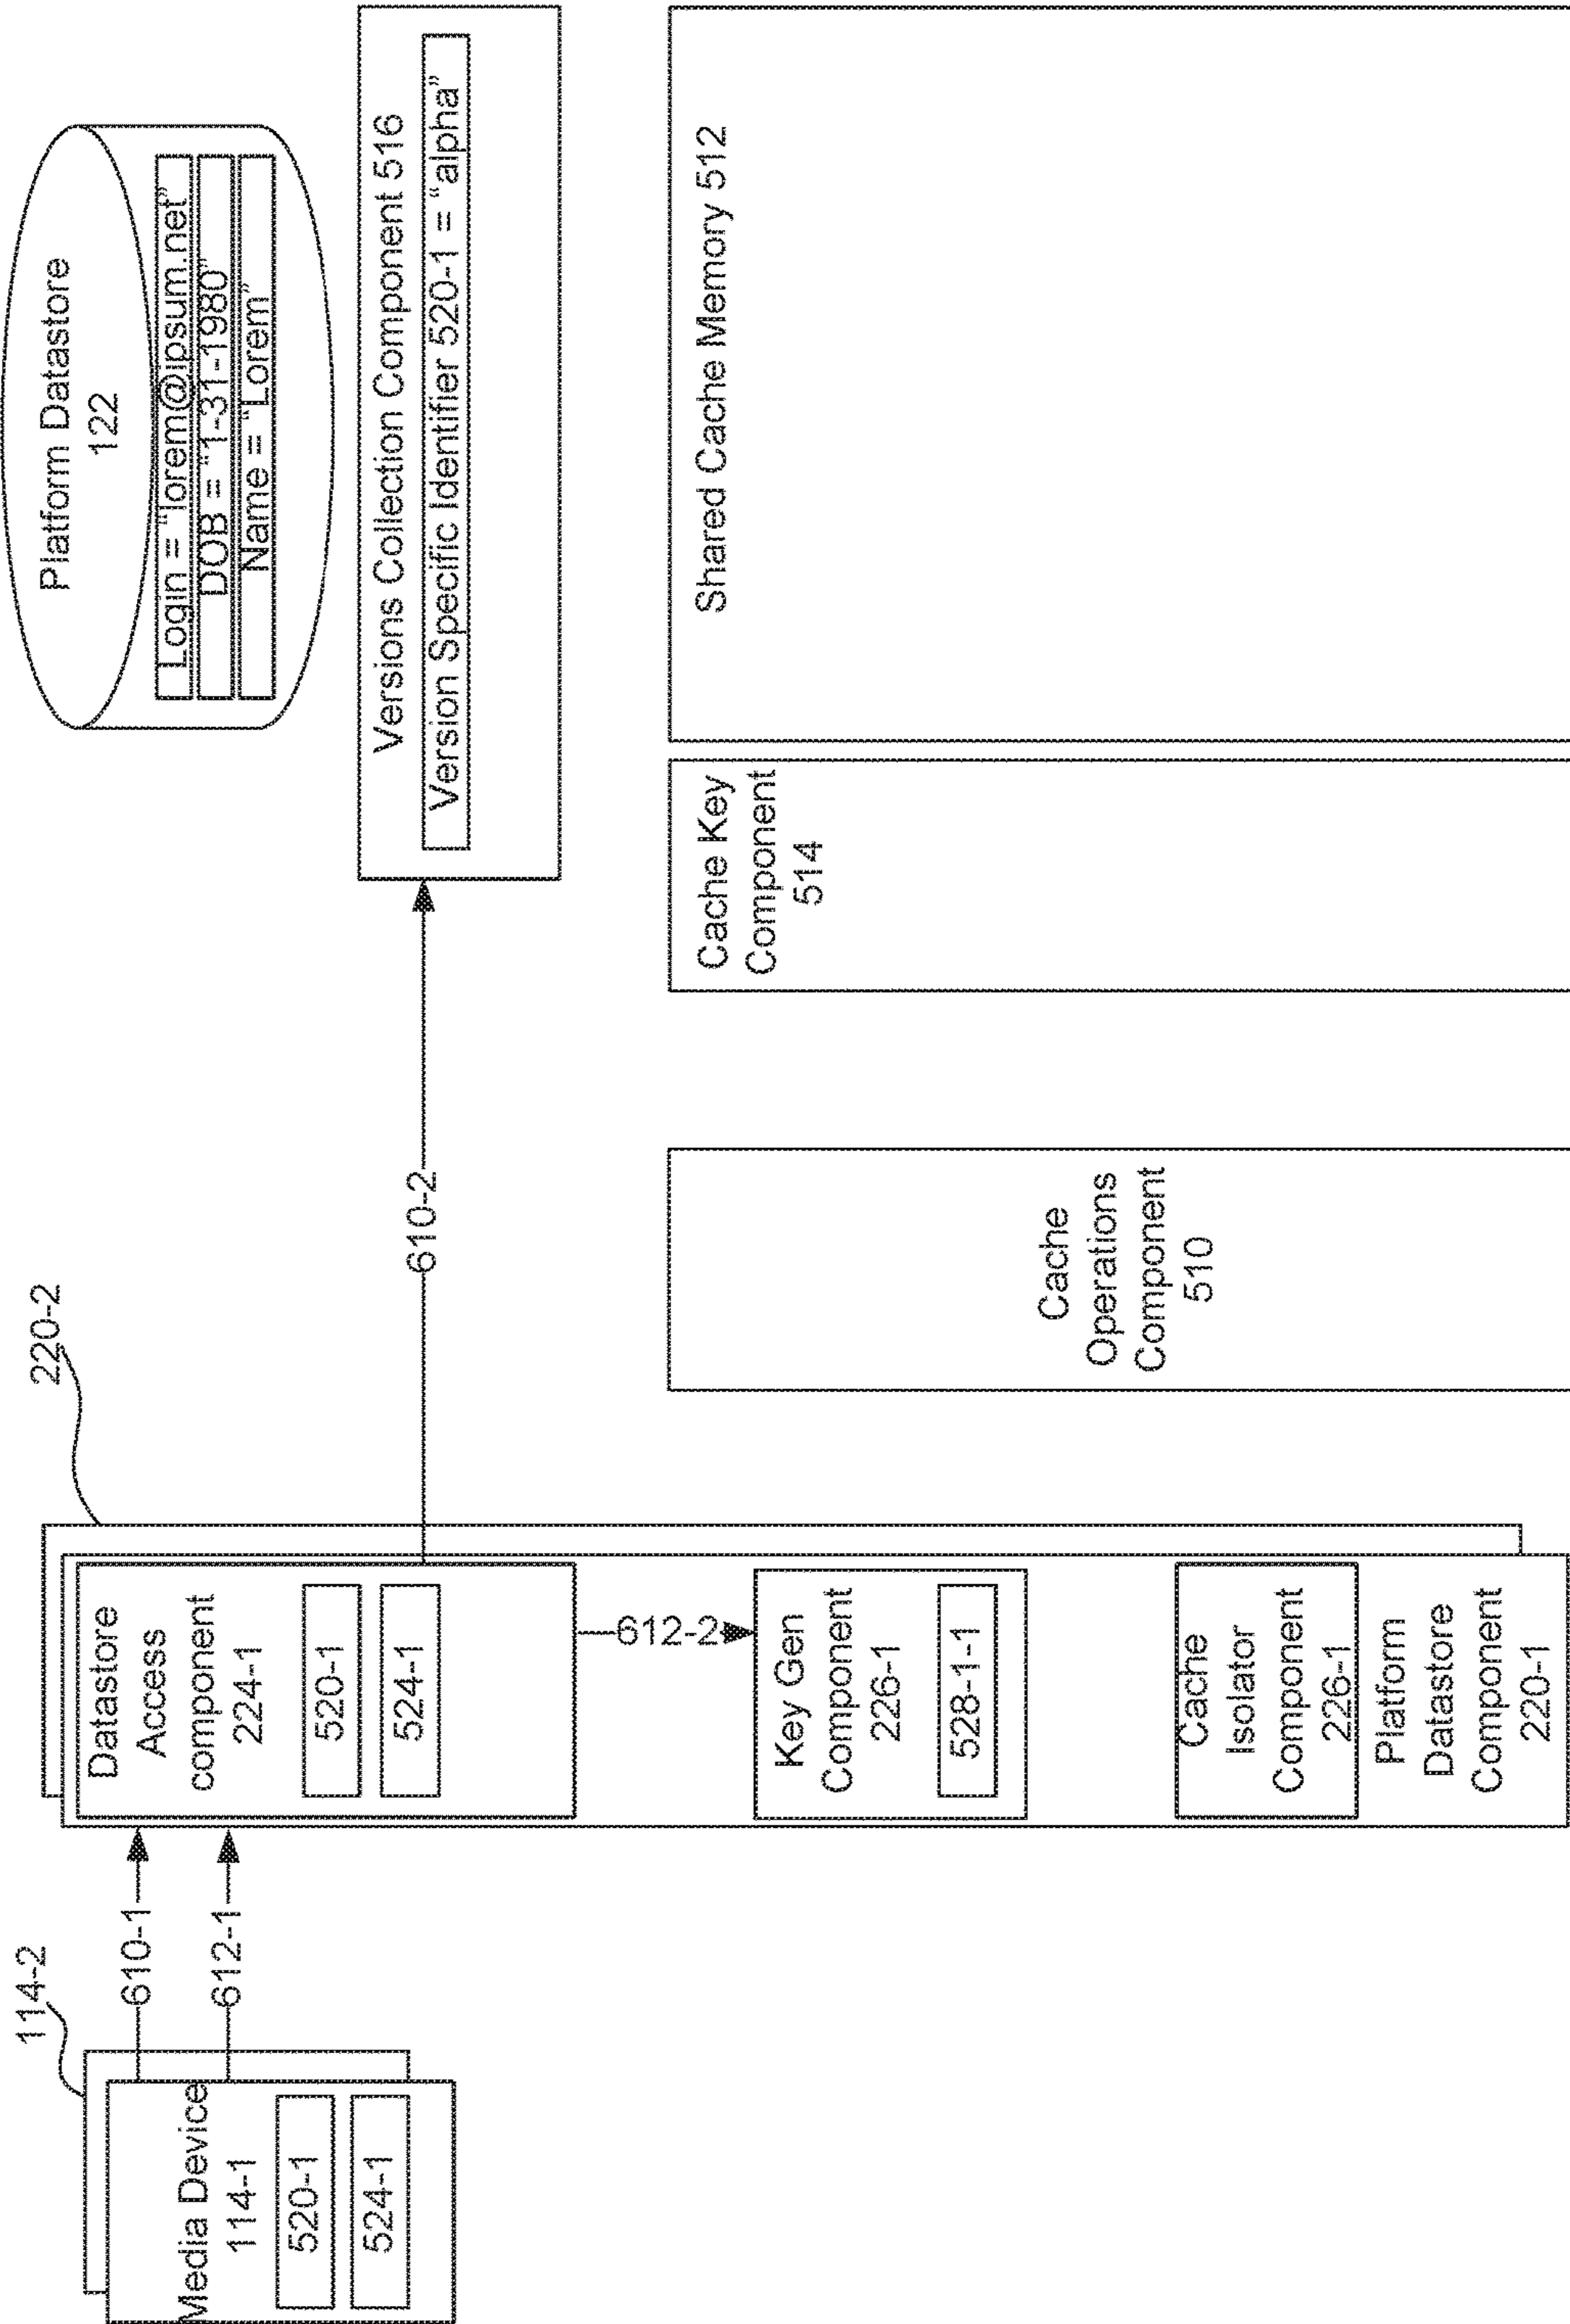 114-2
Media Device
114-1
520-1
524-1
610-1
612-1
220-2
Datastore
Access
component
224-1
520-1
524-1
612-2
Key Gen
Component
226-1
528-1-1
Cache
Isolator
Component
226-1
Platform
Datastore
Component
220-1
610-2
Platform Datastore
122
Login = "lorem@ipsum.net"
DOB = "1-31-1980"
Name = "Lorem"
Versions Collection Component 516
Version Specific Identifier 520-1 = "alpha"
Cache
Operations
Component
510
Cache Key
Component
514
Shared Cache Memory 512